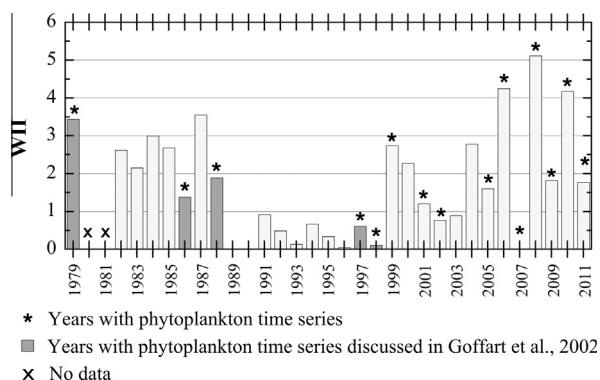 6
5
4
3
2
1
0
WII
* * * * * * * * * * * * * *
x x
1979 1981 1983 1985 1987 1989 1991 1993 1995 1997 1999 2001 2003 2005 2007 2009 2011
* Years with phytoplankton time series
Years with phytoplankton time series discussed in Goffart et al., 2002
x No data